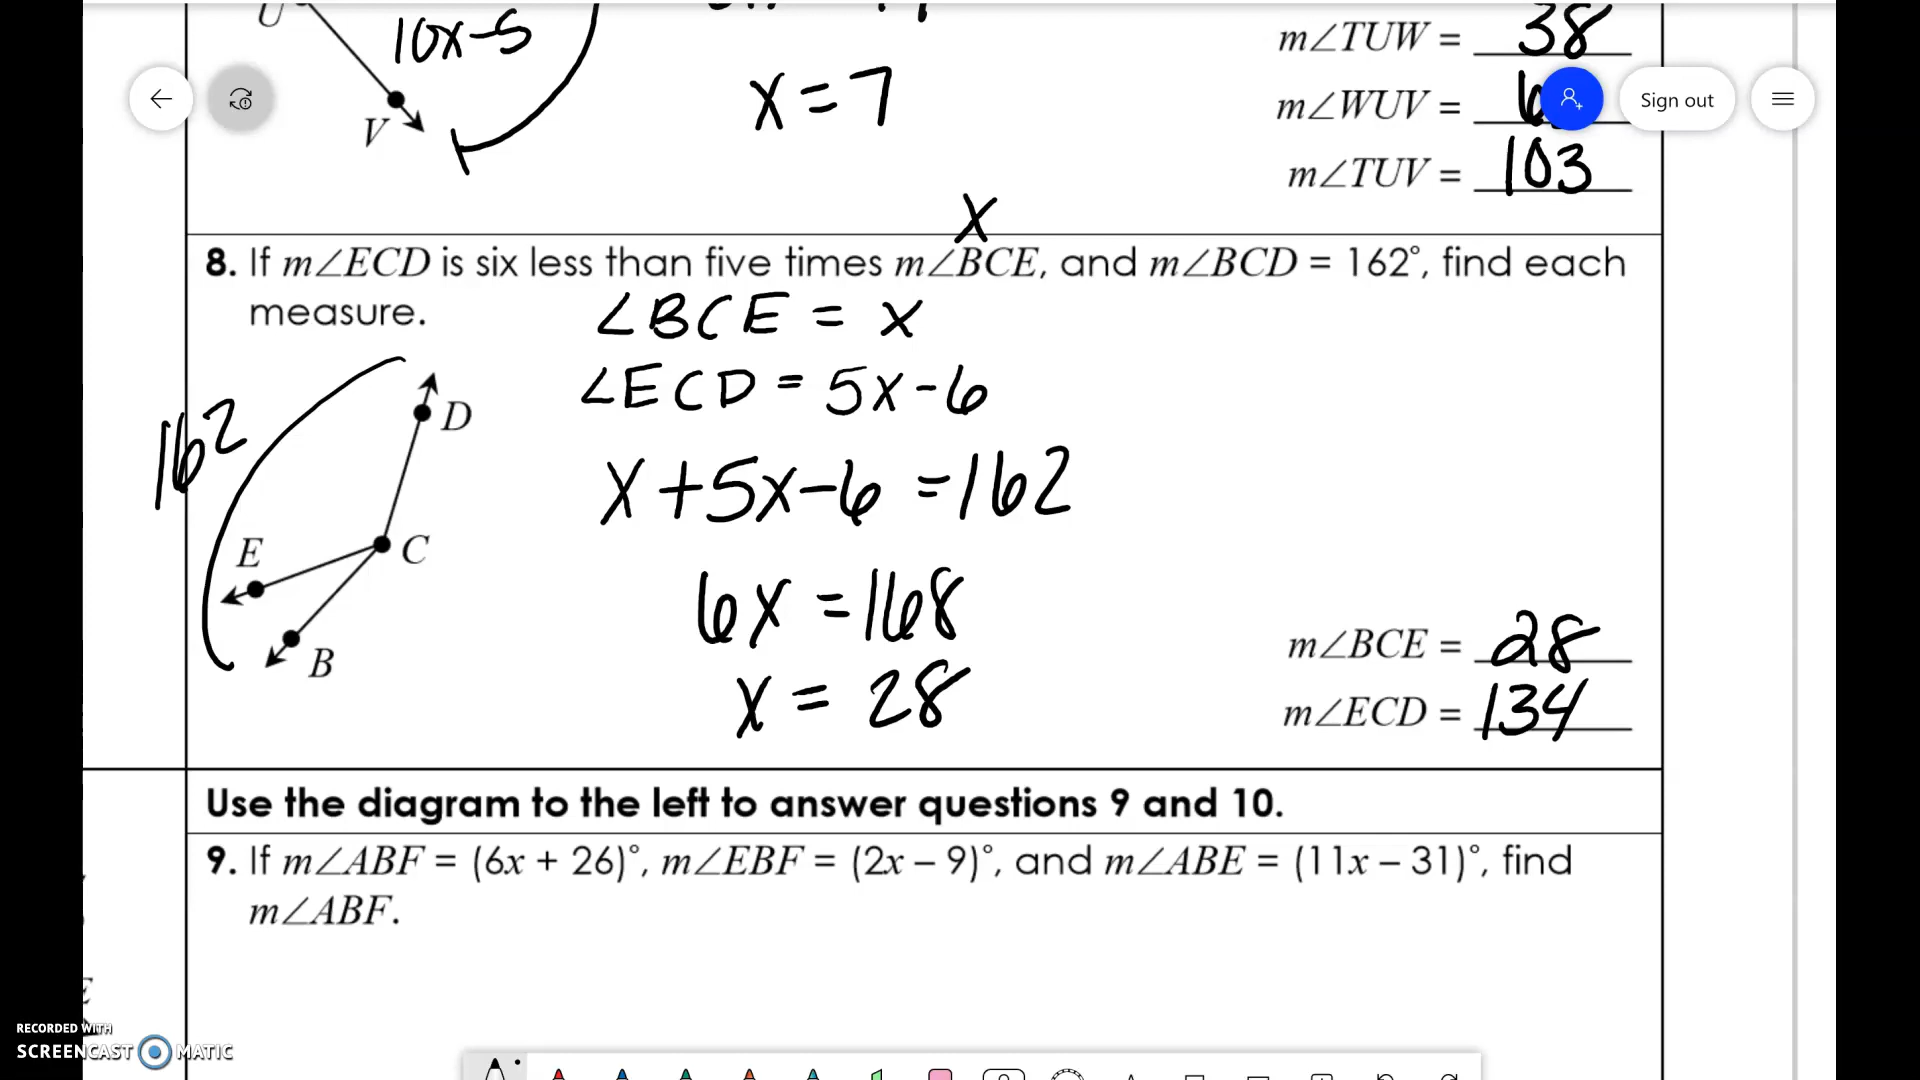 U
10x-5
V
x = 7
m∠TUW = 38
m∠WUV =
m∠TUV = 103
Sign out
x
8. If m∠ECD is six less than five times m∠BCE, and m∠BCD = 162°, find each
measure.
∠BCE = x
∠ECD = 5x-6
x+5x-6 = 162
6x = 168
x = 28
162
D
E
C
B
m∠BCE = 28
m∠ECD = 134
Use the diagram to the left to answer questions 9 and 10.
9. If m∠ABF = (6x + 26)°, m∠EBF = (2x – 9)°, and m∠ABE = (11x – 31)°, find
m∠ABF.
RECORDED WITH
SCREENCAST MATIC